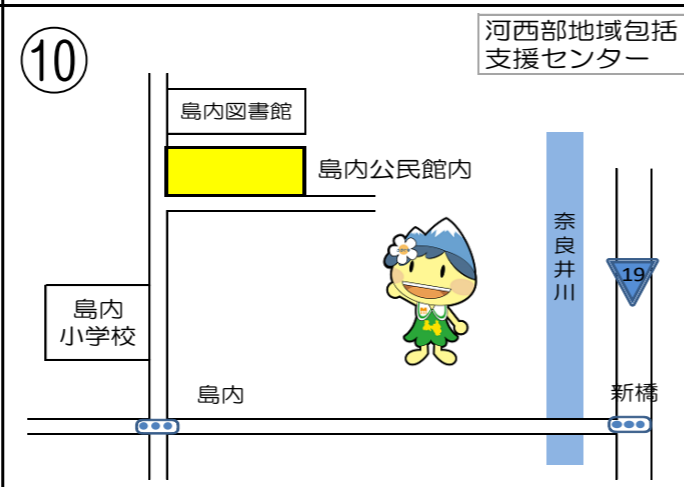 ⑩
河西部地域包括
支援センター
島内図書館
島内公民館内
奈良井川
19
島内
小学校
島内
新橋